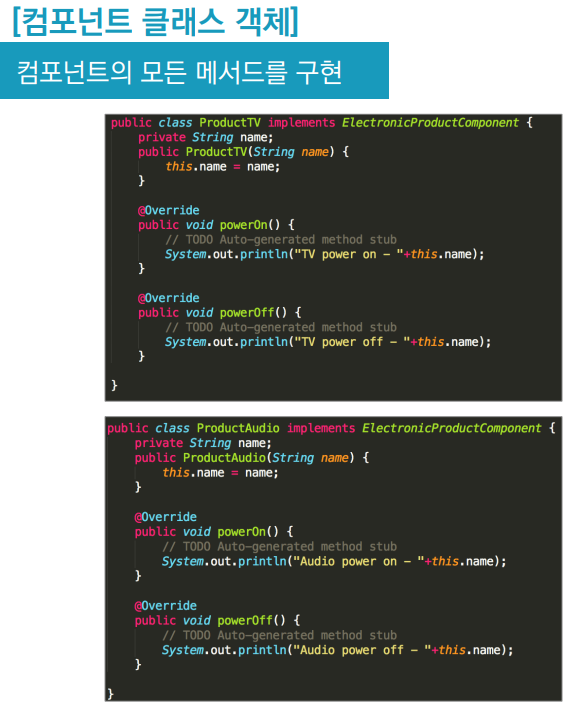 [컴포넌트 클래스 객체]
컴포넌트의 모든 메서드를 구현
public class ProductTV implements ElectronicProductComponent {
    private String name;
    public ProductTV(String name) {
        this.name = name;
    }

    @Override
    public void powerOn() {
        // TODO Auto-generated method stub
        System.out.println("TV power on - "+this.name);
    }

    @Override
    public void powerOff() {
        // TODO Auto-generated method stub
        System.out.println("TV power off - "+this.name);
    }

}
public class ProductAudio implements ElectronicProductComponent {
    private String name;
    public ProductAudio(String name) {
        this.name = name;
    }

    @Override
    public void powerOn() {
        // TODO Auto-generated method stub
        System.out.println("Audio power on - "+this.name);
    }

    @Override
    public void powerOff() {
        // TODO Auto-generated method stub
        System.out.println("Audio power off - "+this.name);
    }

}